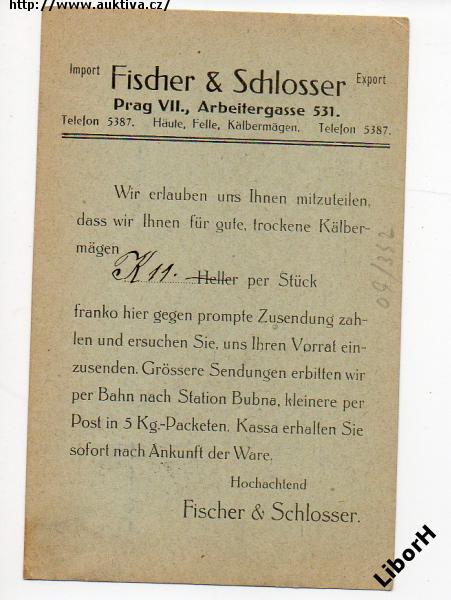 http://www.auktiva.cz/
Import Fischer & Schlosser Export
Prag VII., Arbeitergasse 531.
Telefon 5387. Häute, Felle, Kälbermägen. Telefon 5387.
Wir erlauben uns Ihnen mitzuteilen,
dass wir Ihnen für gute, trockene Kälber-
mägen
K 11.- Heller per Stück
franko hier gegen prompte Zusendung zah-
len und ersuchen Sie, uns Ihren Vorrat ein-
zusenden. Grössere Sendungen erbitten wir
per Bahn nach Station Bubna, kleinere per
Post in 5 Kg.-Packeten. Kassa erhalten Sie
sofort nach Ankunft der Ware.
Hochachtend
Fischer & Schlosser.
09/352
LiborH